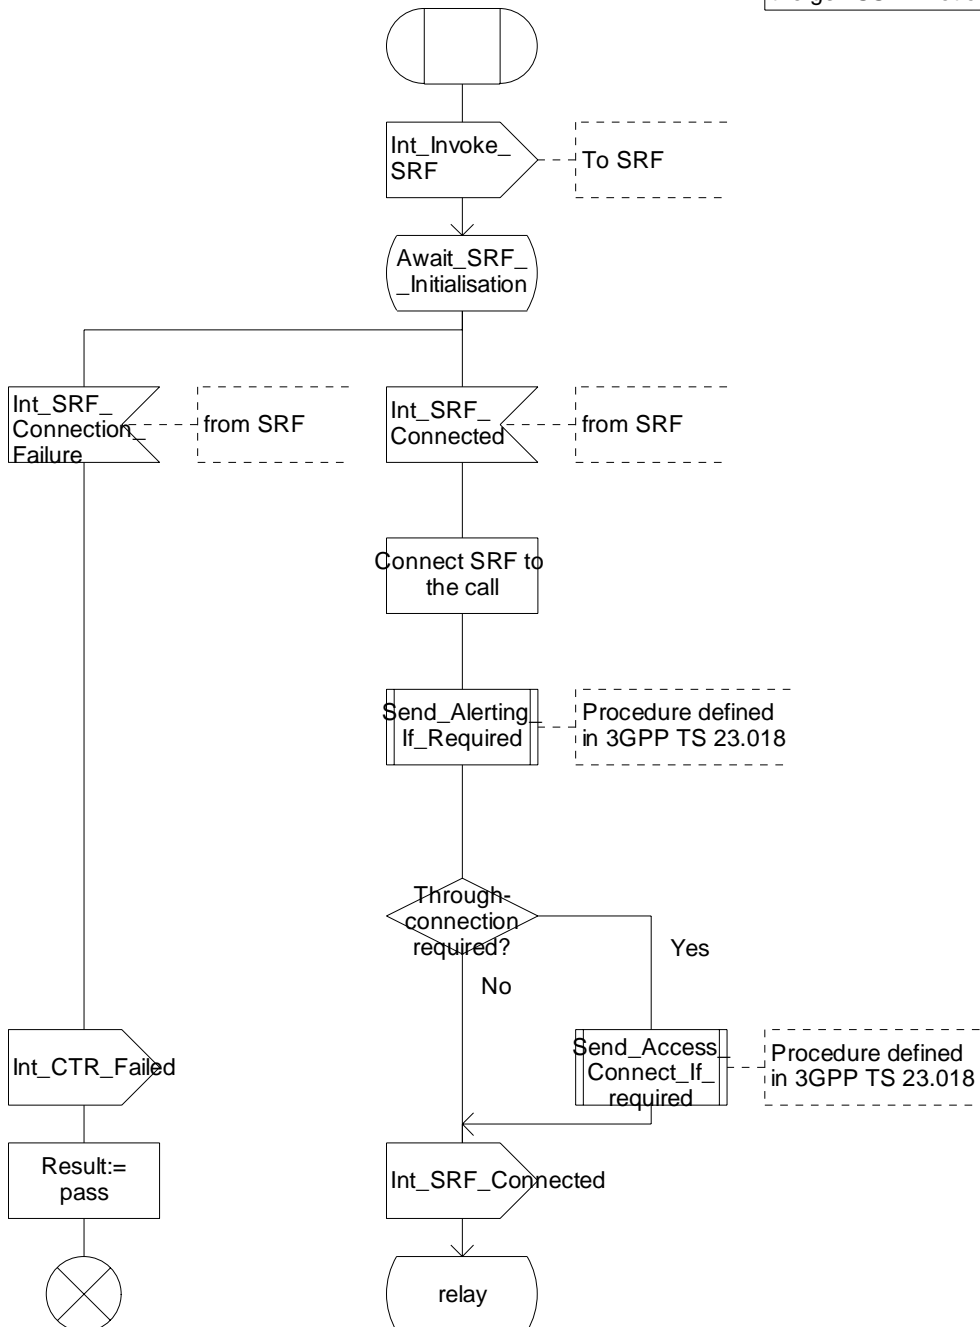 Int_Invoke_
SRF
To SRF
Await_SRF_
_Initialisation
Int_SRF_
Connection_
Failure
from SRF
Int_SRF_
Connected
from SRF
Connect SRF to
the call
Send_Alerting_
If_Required
Procedure defined
in 3GPP TS 23.018
Through-
connection
required?
Yes
No
Int_CTR_Failed
Send_Access_
Connect_If_
required
Procedure defined
in 3GPP TS 23.018
Result:=
pass
Int_SRF_Connected
relay